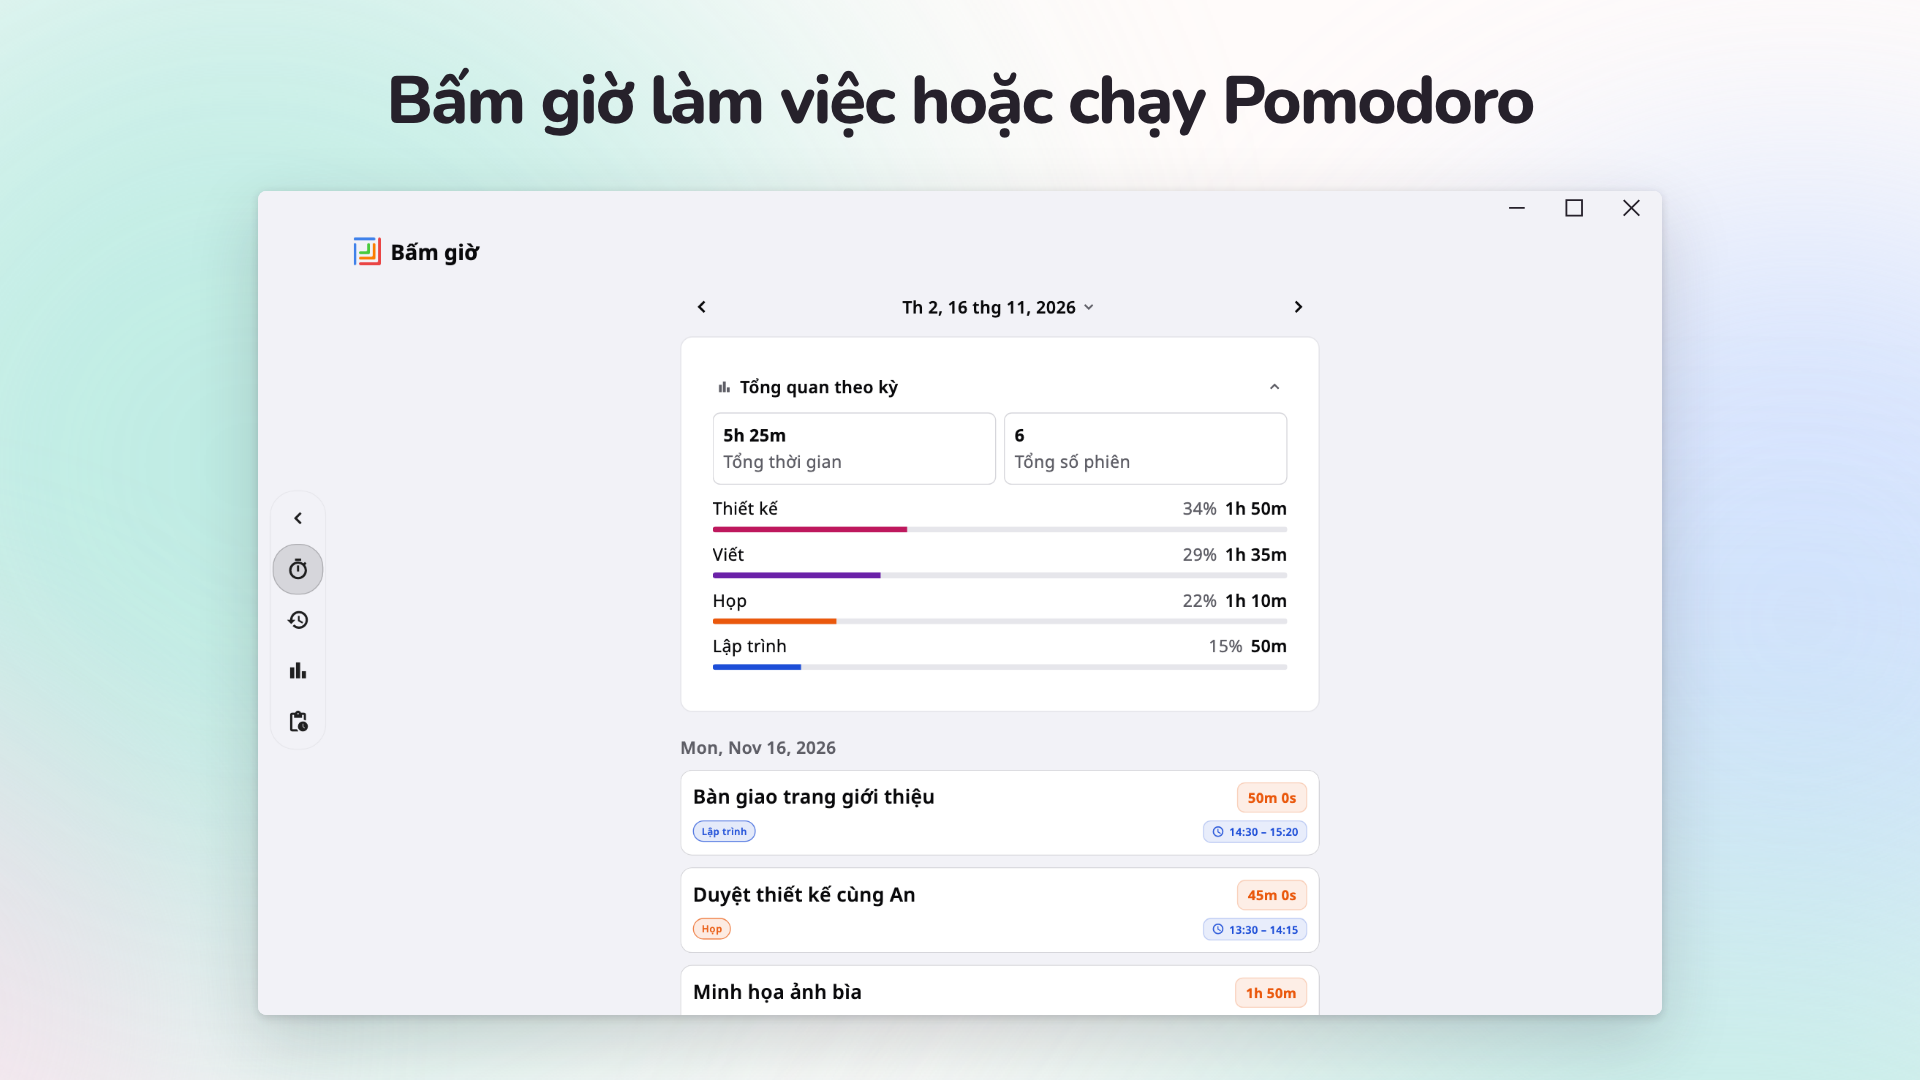 Bấm giờ làm việc hoặc chạy Pomodoro
Bấm giờ
Th 2, 16 thg 11, 2026
Tổng quan theo kỳ
5h 25m
Tổng thời gian
6
Tổng số phiên
Thiết kế 34% 1h 50m
Viết 29% 1h 35m
Họp 22% 1h 10m
Lập trình 15% 50m
Mon, Nov 16, 2026
Bàn giao trang giới thiệu 50m 0s
Lập trình 14:30 – 15:20
Duyệt thiết kế cùng An 45m 0s
Họp 13:30 – 14:15
Minh họa ảnh bìa 1h 50m